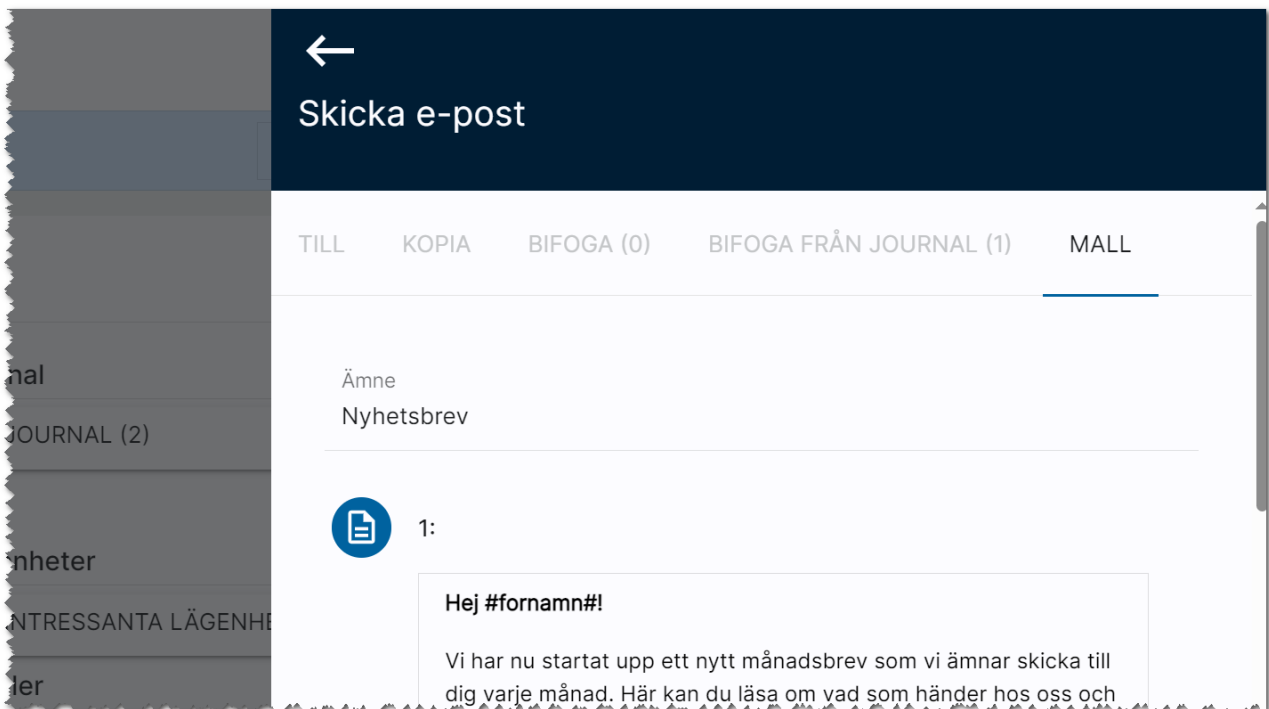 Skicka e-post
TILL KOPIA BIFOGA (0) BIFOGA FRÅN JOURNAL (1) MALL
Ämne
Nyhetsbrev
1:
Hej #fornamn#!
Vi har nu startat upp ett nytt månadsbrev som vi ämnar skicka till
dig varje månad. Här kan du läsa om vad som händer hos oss och
JOURNAL (2)
nheter
NTRESSANTA LÄGENHE